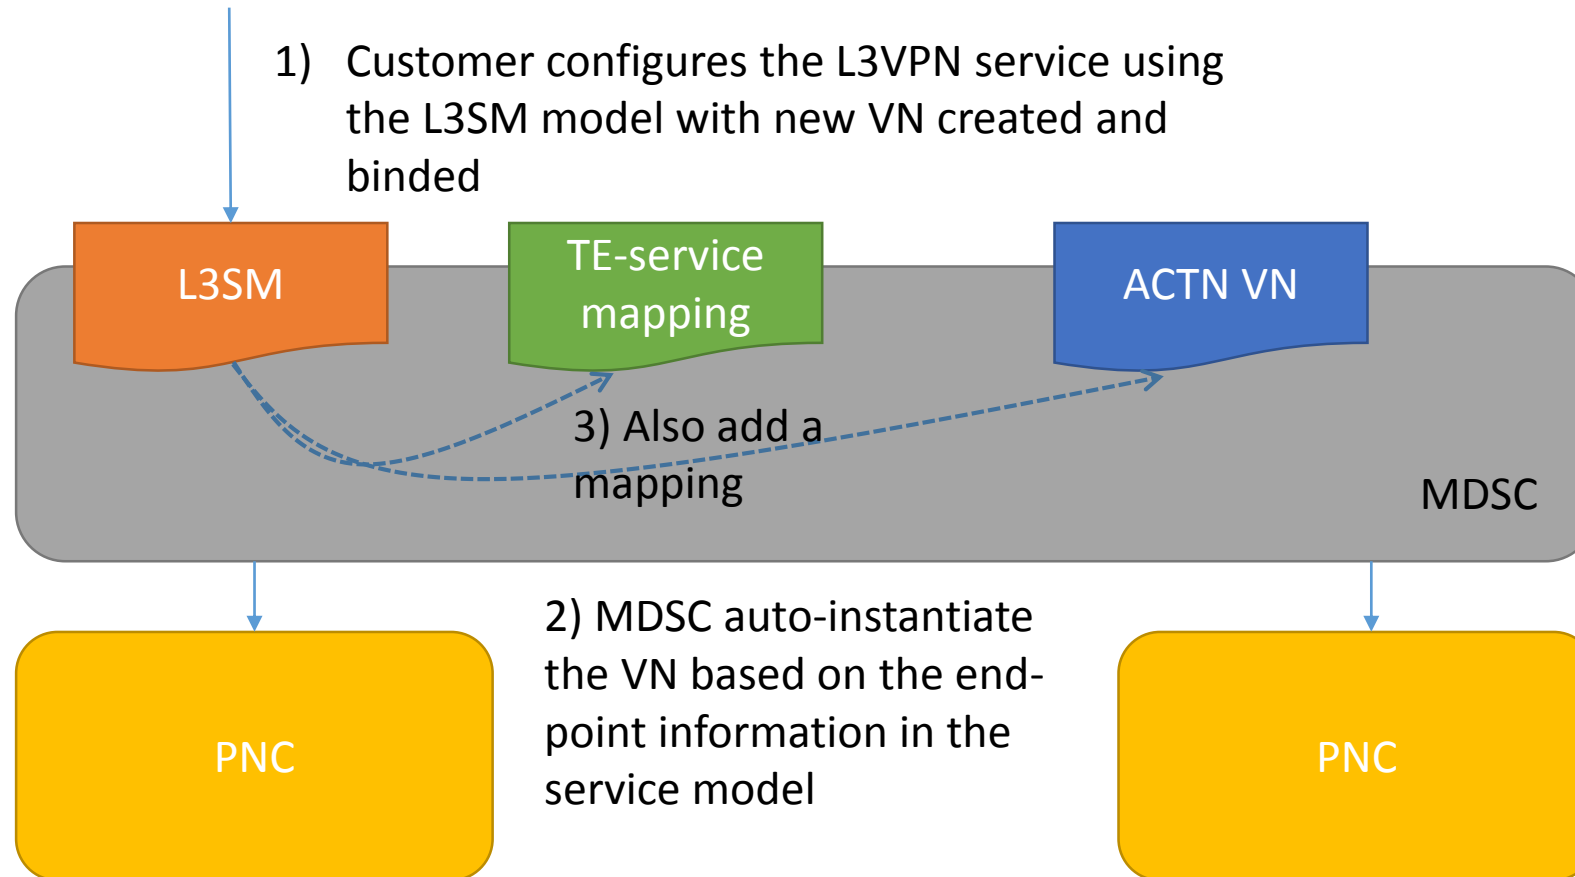 1) Customer configures the L3VPN service using
the L3SM model with new VN created and
binded
L3SM
TE-service
mapping
ACTN VN
3) Also add a
mapping
MDSC
2) MDSC auto-instantiate
the VN based on the end-
point information in the
service model
PNC
PNC